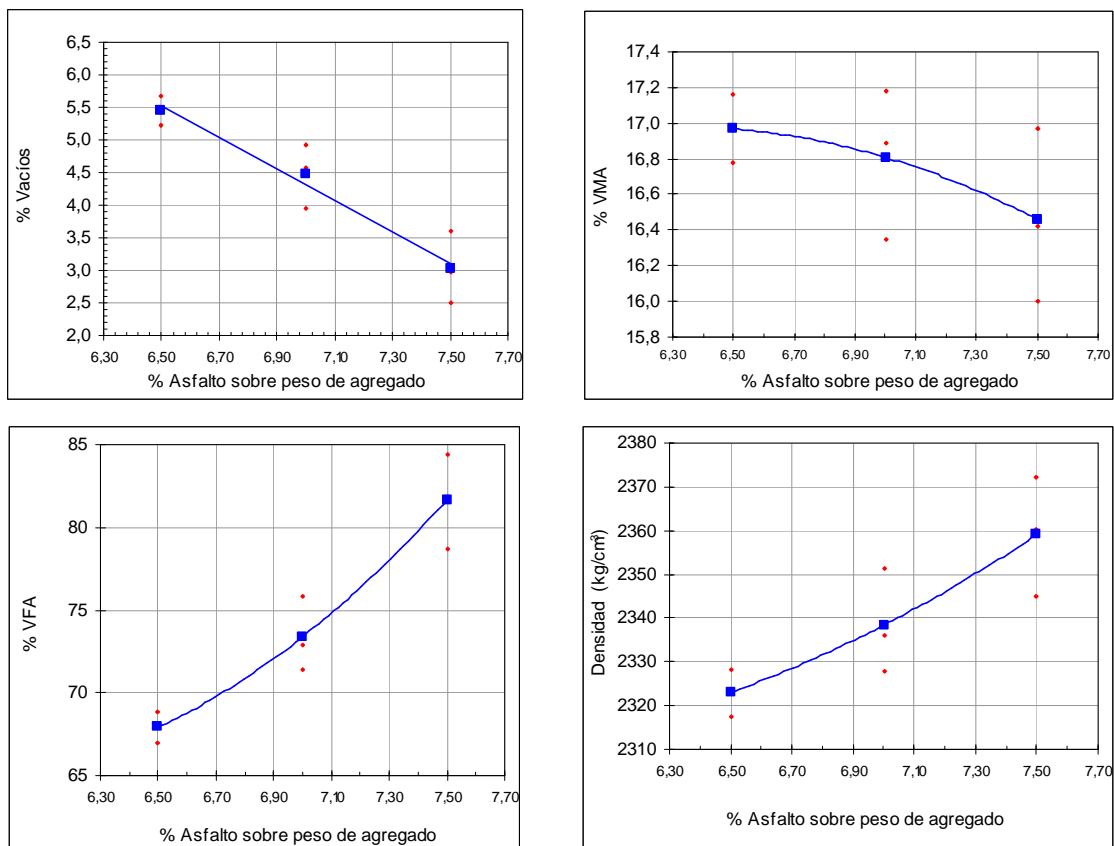 % Vacíos
6,5
6,0
5,5
5,0
4,5
4,0
3,5
3,0
2,5
2,0
6,30 6,50 6,70 6,90 7,10 7,30 7,50 7,70
% Asfalto sobre peso de agregado
% VMA
17,4
17,2
17,0
16,8
16,6
16,4
16,2
16,0
15,8
6,30 6,50 6,70 6,90 7,10 7,30 7,50 7,70
% Asfalto sobre peso de agregado
% VFA
85
80
75
70
65
6,30 6,50 6,70 6,90 7,10 7,30 7,50 7,70
% Asfalto sobre peso de agregado
Densidad (kg/cm³)
2380
2370
2360
2350
2340
2330
2320
2310
6,30 6,50 6,70 6,90 7,10 7,30 7,50 7,70
% Asfalto sobre peso de agregado